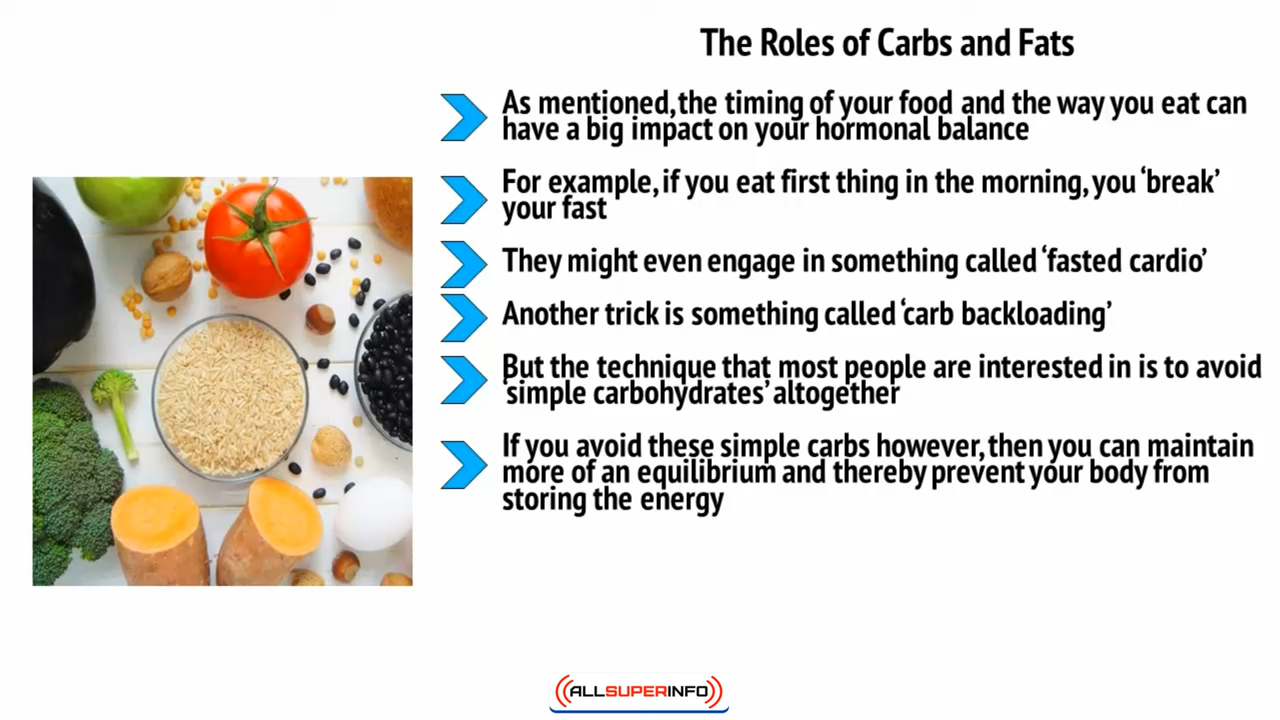 The Roles of Carbs and Fats
As mentioned, the timing of your food and the way you eat can
have a big impact on your hormonal balance
For example, if you eat first thing in the morning, you ‘break’
your fast
They might even engage in something called ‘fasted cardio’
Another trick is something called ‘carb backloading’
But the technique that most people are interested in is to avoid
‘simple carbohydrates’ altogether
If you avoid these simple carbs however, then you can maintain
more of an equilibrium and thereby prevent your body from
storing the energy
ALLSUPERINFO